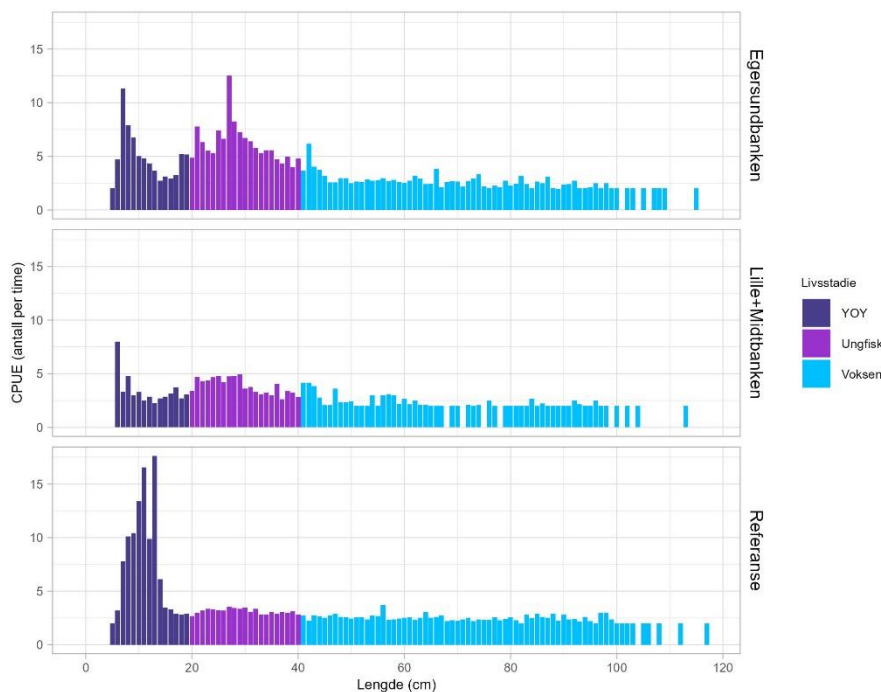 15
10
5
0
Egersundbanken
15
10
5
0
Lille+Midtbanken
CPUE (antall per time)
Livsstadie
YOY
Ungfisk
Voksen
15
10
5
0
Referanse
0 20 40 60 80 100 120
Lengde (cm)